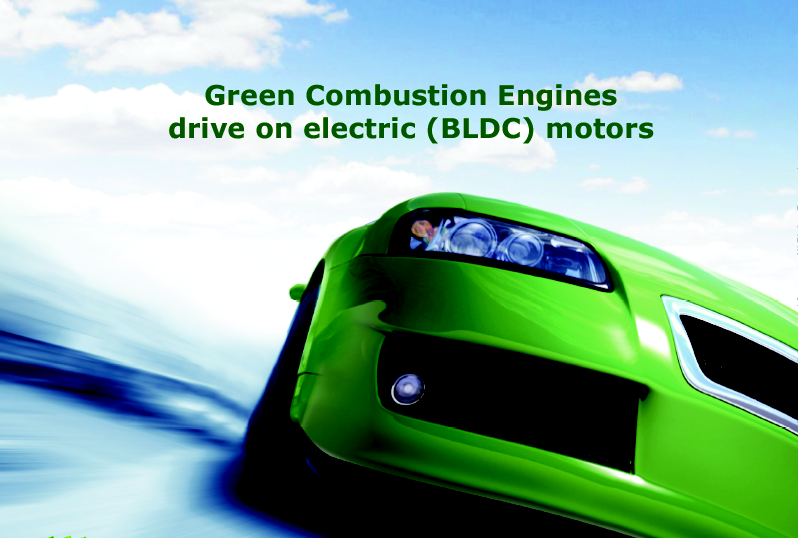 Green Combustion Engines
drive on electric (BLDC) motors